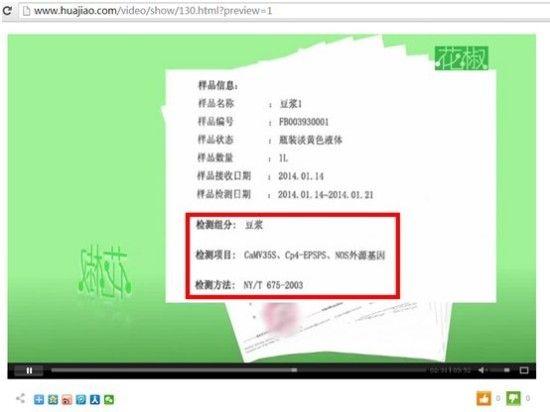 www.huajiao.com/video/show/130.html?preview=1
花椒
样品信息:
样品名称 : 豆浆1
样品编号 : FB003930001
样品状态 : 瓶装淡黄色液体
样品数量 : 1L
样品接收日期 : 2014.01.14
样品检测日期 : 2014.01.14-2014.01.21
检测组分: 豆浆
检测项目: CaMV35S、Cp4-EPSPS、NOS外源基因
检测方法: NY/T 675-2003
花椒
0 0